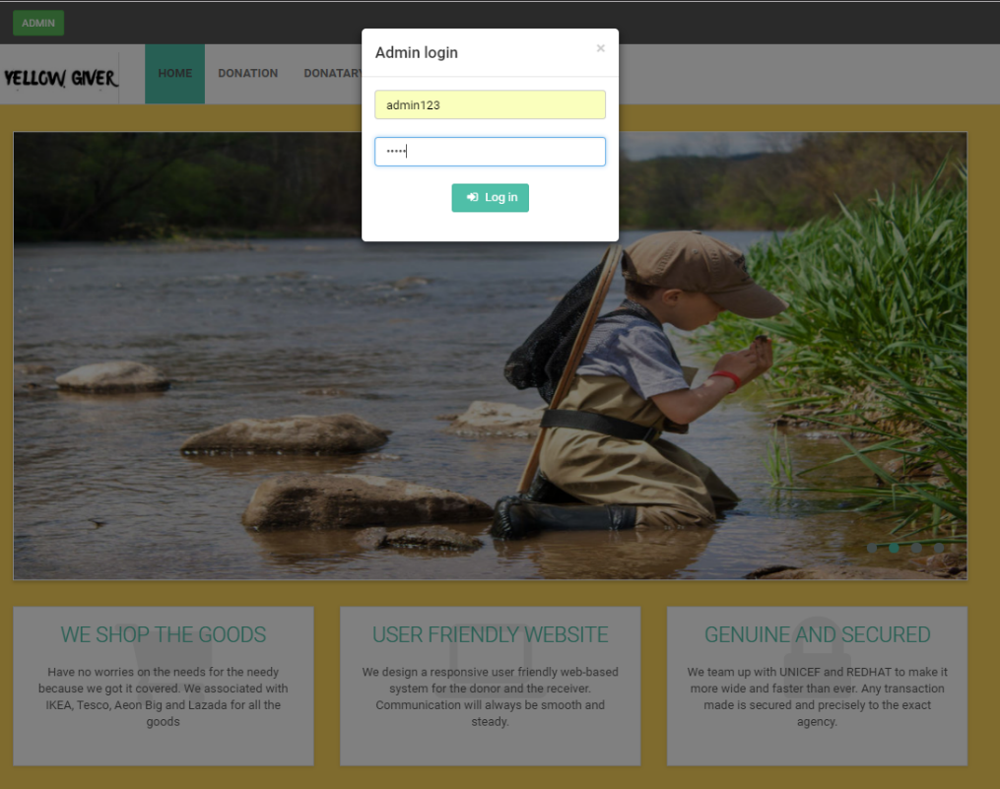 ADMIN
Admin login
×
YELLOW GIVER
HOME
DONATION
DONATARY
admin123
•••••
Log in
WE SHOP THE GOODS
Have no worries on the needs for the needy
because we got it covered. We associated with
IKEA, Tesco, Aeon Big and Lazada for all the
goods
USER FRIENDLY WEBSITE
We design a responsive user friendly web-based
system for the donor and the receiver.
Communication will always be smooth and
steady.
GENUINE AND SECURED
We team up with UNICEF and REDHAT to make it
more wide and faster than ever. Any transaction
made is secured and precisely to the exact
agency.